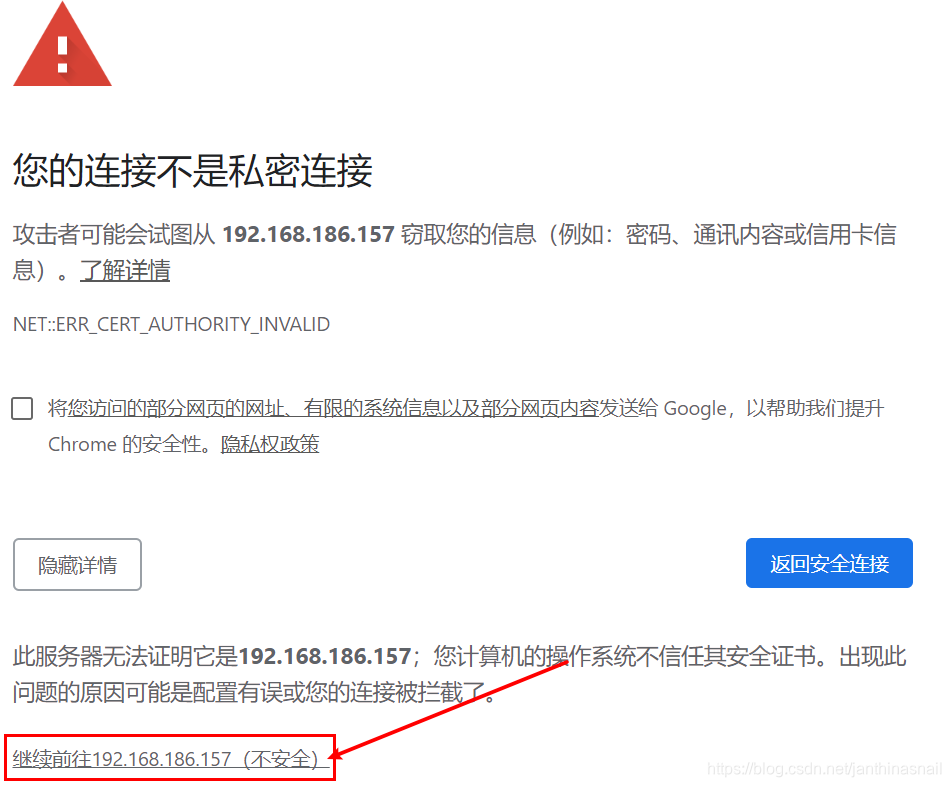 您的连接不是私密连接
攻击者可能会试图从 192.168.186.157 窃取您的信息（例如：密码、通讯内容或信用卡信
息）。了解详情
NET::ERR_CERT_AUTHORITY_INVALID
将您访问的部分网页的网址、有限的系统信息以及部分网页内容发送给 Google，以帮助我们提升
Chrome 的安全性。隐私权政策
隐藏详情
返回安全连接
此服务器无法证明它是192.168.186.157；您计算机的操作系统不信任其安全证书。出现此
问题的原因可能是配置有误或您的连接被拦截了。
继续前往192.168.186.157（不安全）
https://blog.csdn.net/janthinasnail